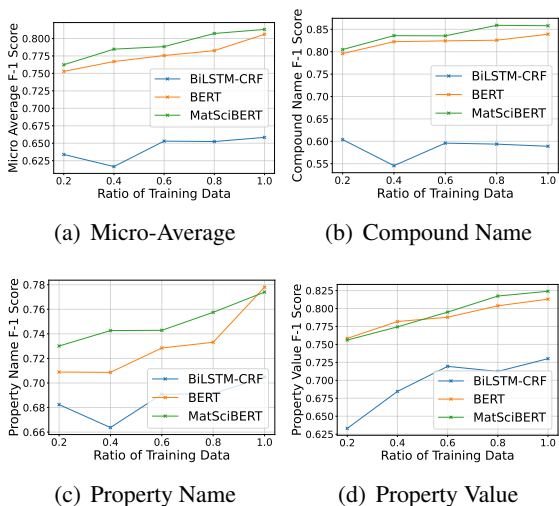 0.800
0.775
0.750
0.725
0.700
0.675
0.650
0.625
Micro Average F-1 Score
BiLSTM-CRF
BERT
MatSciBERT
0.2 0.4 0.6 0.8 1.0
Ratio of Training Data
(a) Micro-Average
0.85
0.80
0.75
0.70
0.65
0.60
0.55
Compound Name F-1 Score
BiLSTM-CRF
BERT
MatSciBERT
0.2 0.4 0.6 0.8 1.0
Ratio of Training Data
(b) Compound Name
0.78
0.76
0.74
0.72
0.70
0.68
0.66
Property Name F-1 Score
BiLSTM-CRF
BERT
MatSciBERT
0.2 0.4 0.6 0.8 1.0
Ratio of Training Data
(c) Property Name
0.825
0.800
0.775
0.750
0.725
0.700
0.675
0.650
0.625
Property Value F-1 Score
BiLSTM-CRF
BERT
MatSciBERT
0.2 0.4 0.6 0.8 1.0
Ratio of Training Data
(d) Property Value